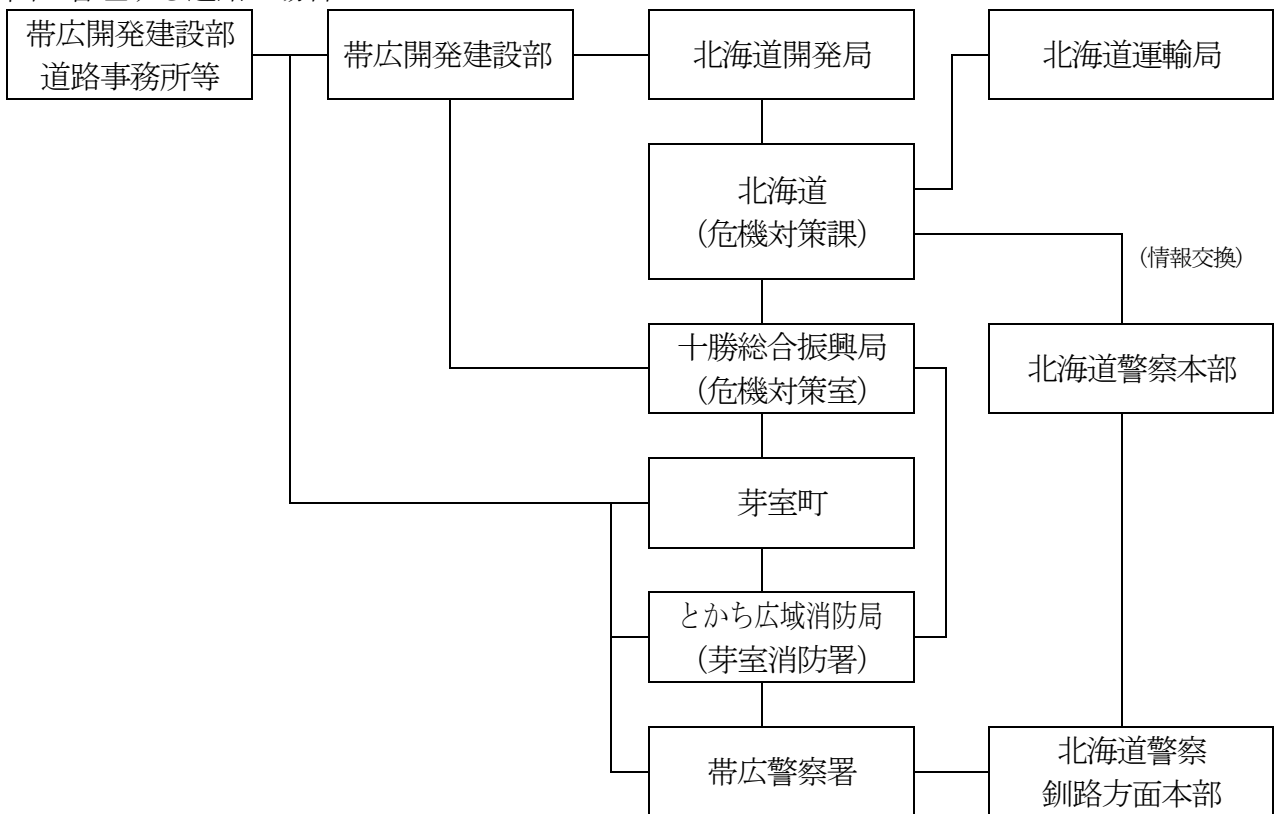 帯広開発建設部
道路事務所等
帯広開発建設部
北海道開発局
北海道運輸局
北海道
(危機対策課)
(情報交換)
十勝総合振興局
(危機対策室)
北海道警察本部
芽室町
とかち広域消防局
(芽室消防署)
帯広警察署
北海道警察
釧路方面本部